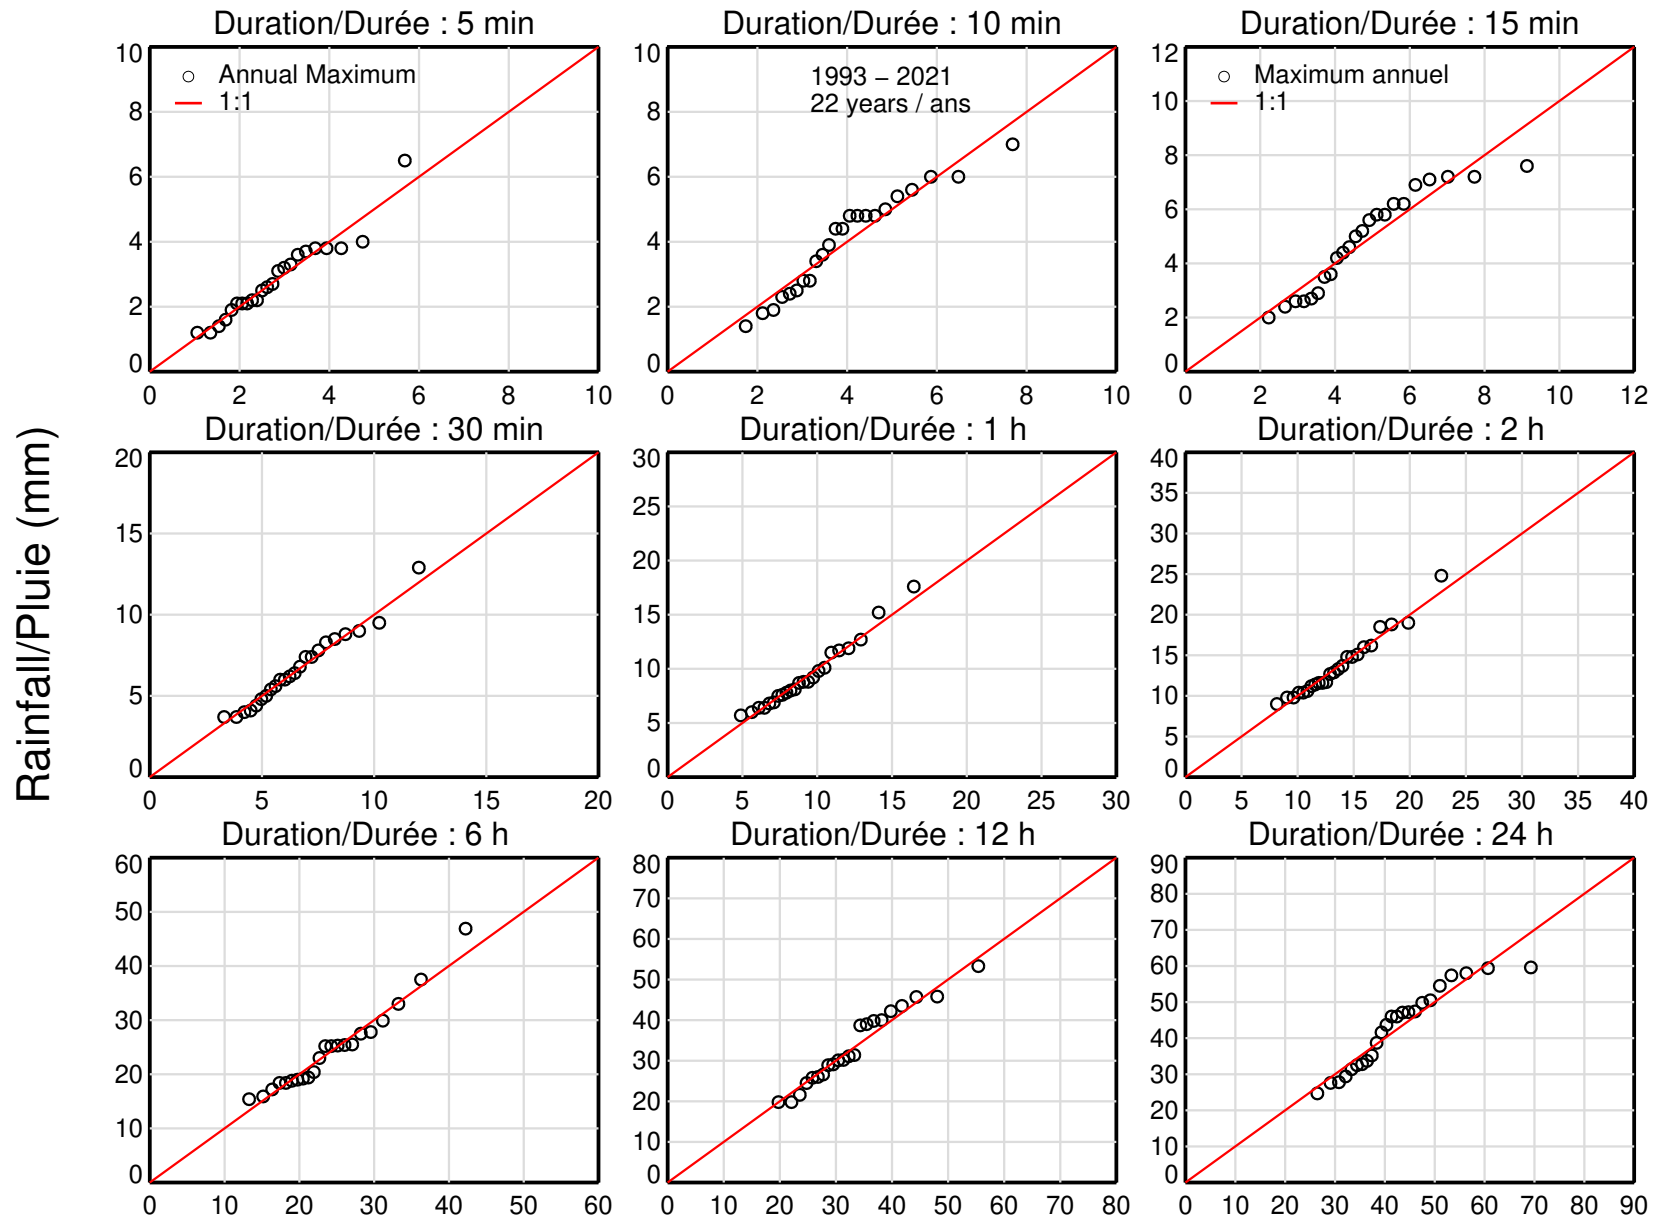 Duration/Durée : 5 min
Duration/Durée : 10 min
Duration/Durée : 15 min
10
8
6
4
2
0
0 2 4 6 8 10
Annual Maximum
1:1
10
8
6
4
2
0
0 2 4 6 8 10
1993 – 2021
22 years / ans
12
10
8
6
4
2
0
0 2 4 6 8 10 12
Maximum annuel
1:1
Rainfall/Pluie (mm)
Duration/Durée : 30 min
Duration/Durée : 1 h
Duration/Durée : 2 h
20
15
10
5
0
0 5 10 15 20
30
25
20
15
10
5
0
0 5 10 15 20 25 30
40
35
30
25
20
15
10
5
0
0 5 10 15 20 25 30 35 40
Duration/Durée : 6 h
Duration/Durée : 12 h
Duration/Durée : 24 h
60
50
40
30
20
10
0
0 10 20 30 40 50 60
80
70
60
50
40
30
20
10
0
0 10 20 30 40 50 60 70 80
90
80
70
60
50
40
30
20
10
0
0 10 20 30 40 50 60 70 80 90